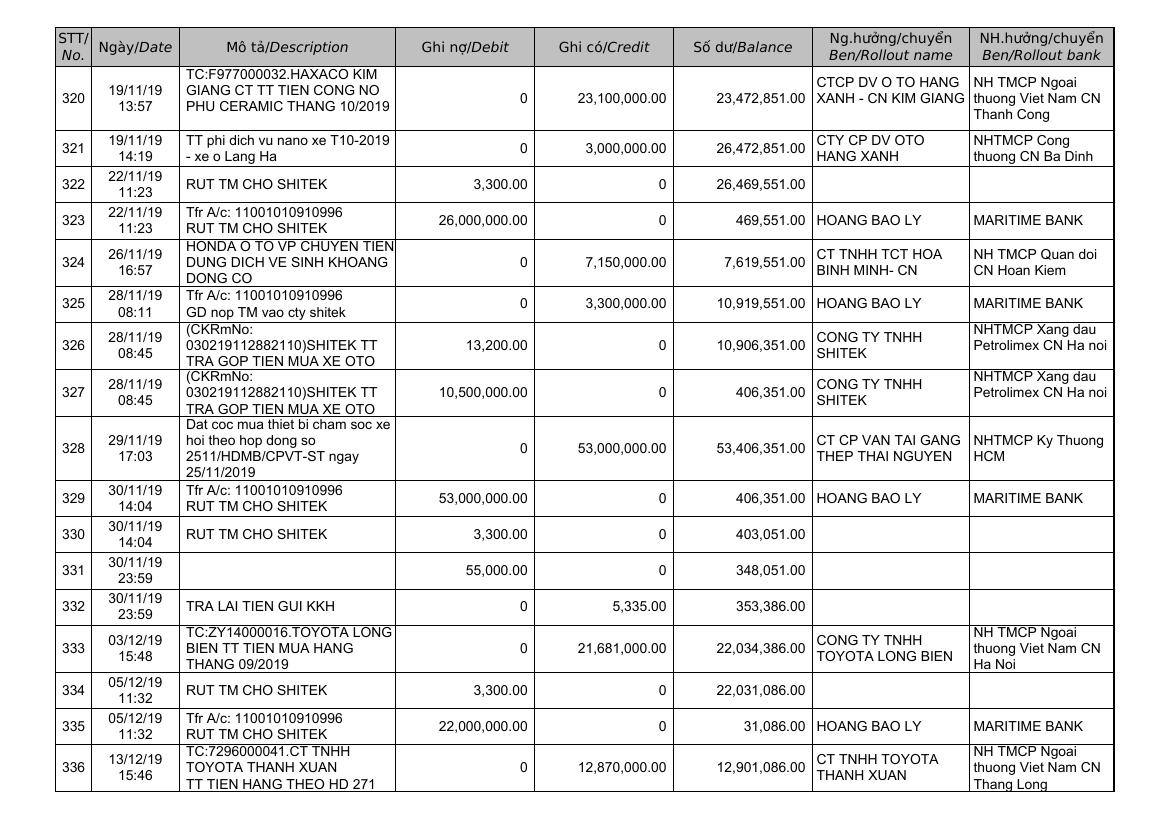 STT/ No. Ngày/Date Mô tả/Description Ghi nợ/Debit Ghi có/Credit Số dư/Balance Ng.hưởng/chuyển Ben/Rollout name NH.hưởng/chuyển Ben/Rollout bank
320 19/11/19 13:57 TC:F977000032.HAXACO KIM GIANG CT TT TIEN CONG NO PHU CERAMIC THANG 10/2019 0 23,100,000.00 23,472,851.00 CTCP DV O TO HANG XANH - CN KIM GIANG NH TMCP Ngoai thuong Viet Nam CN Thanh Cong
321 19/11/19 14:19 TT phi dich vu nano xe T10-2019 - xe o Lang Ha 0 3,000,000.00 26,472,851.00 CTY CP DV OTO HANG XANH NHTMCP Cong thuong CN Ba Dinh
322 22/11/19 11:23 RUT TM CHO SHITEK 3,300.00 0 26,469,551.00
323 22/11/19 11:23 Tfr A/c: 11001010910996 RUT TM CHO SHITEK 26,000,000.00 0 469,551.00 HOANG BAO LY MARITIME BANK
324 26/11/19 16:57 HONDA O TO VP CHUYEN TIEN DUNG DICH VE SINH KHOANG DONG CO 0 7,150,000.00 7,619,551.00 CT TNHH TCT HOA BINH MINH- CN NH TMCP Quan doi CN Hoan Kiem
325 28/11/19 08:11 Tfr A/c: 11001010910996 GD nop TM vao cty shitek 0 3,300,000.00 10,919,551.00 HOANG BAO LY MARITIME BANK
326 28/11/19 08:45 (CKRmNo: 030219112882110)SHITEK TT TRA GOP TIEN MUA XE OTO 13,200.00 0 10,906,351.00 CONG TY TNHH SHITEK NHTMCP Xang dau Petrolimex CN Ha noi
327 28/11/19 08:45 (CKRmNo: 030219112882110)SHITEK TT TRA GOP TIEN MUA XE OTO 10,500,000.00 0 406,351.00 CONG TY TNHH SHITEK NHTMCP Xang dau Petrolimex CN Ha noi
328 29/11/19 17:03 Dat coc mua thiet bi cham soc xe hoi theo hop dong so 2511/HDMB/CPVT-ST ngay 25/11/2019 0 53,000,000.00 53,406,351.00 CT CP VAN TAI GANG THEP THAI NGUYEN NHTMCP Ky Thuong HCM
329 30/11/19 14:04 Tfr A/c: 11001010910996 RUT TM CHO SHITEK 53,000,000.00 0 406,351.00 HOANG BAO LY MARITIME BANK
330 30/11/19 14:04 RUT TM CHO SHITEK 3,300.00 0 403,051.00
331 30/11/19 23:59 55,000.00 0 348,051.00
332 30/11/19 23:59 TRA LAI TIEN GUI KKH 0 5,335.00 353,386.00
333 03/12/19 15:48 TC:ZY14000016.TOYOTA LONG BIEN TT TIEN MUA HANG THANG 09/2019 0 21,681,000.00 22,034,386.00 CONG TY TNHH TOYOTA LONG BIEN NH TMCP Ngoai thuong Viet Nam CN Ha Noi
334 05/12/19 11:32 RUT TM CHO SHITEK 3,300.00 0 22,031,086.00
335 05/12/19 11:32 Tfr A/c: 11001010910996 RUT TM CHO SHITEK 22,000,000.00 0 31,086.00 HOANG BAO LY MARITIME BANK
336 13/12/19 15:46 TC:7296000041.CT TNHH TOYOTA THANH XUAN TT TIEN HANG THEO HD 271 0 12,870,000.00 12,901,086.00 CT TNHH TOYOTA THANH XUAN NH TMCP Ngoai thuong Viet Nam CN Thang Long